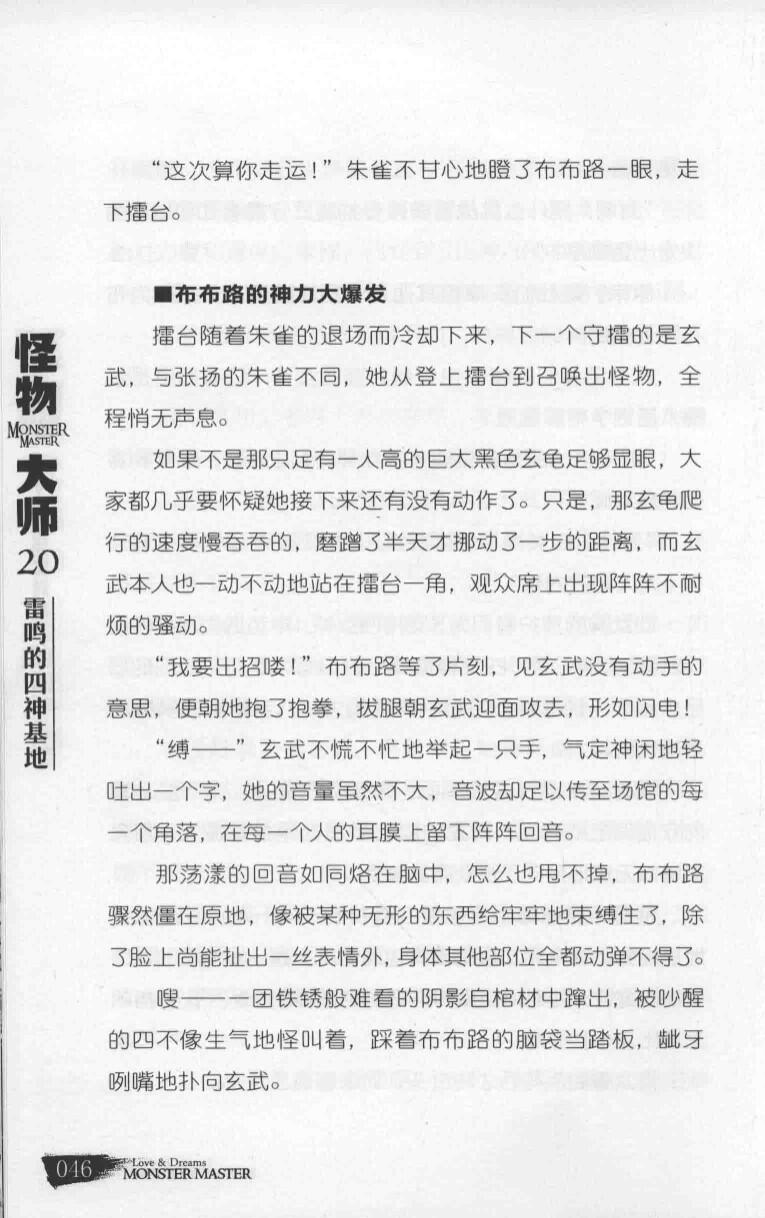 “这次算你走运！”朱雀不甘心地瞪了布布路一眼，走
下擂台。
■布布路的神力大爆发
擂台随着朱雀的退场而冷却下来，下一个守擂的是玄
武，与张扬的朱雀不同，她从登上擂台到召唤出怪物，全
程悄无声息。
如果不是那只足有一人高的巨大黑色玄龟足够显眼，大
家都几乎要怀疑她接下来还有没有动作了。只是，那玄龟爬
行的速度慢吞吞的，磨蹭了半天才挪动了一步的距离，而玄
武本人也一动不动地站在擂台一角，观众席上出现阵阵不耐
烦的骚动。
“我要出招喽！”布布路等了片刻，见玄武没有动手的
意思，便朝她抱了抱拳，拔腿朝玄武迎面攻去，形如闪电！
“缚——”玄武不慌不忙地举起一只手，气定神闲地轻
吐出一个字，她的音量虽然不大，音波却足以传至场馆的每
一个角落，在每一个人的耳膜上留下阵阵回音。
那荡漾的回音如同烙在脑中，怎么也甩不掉，布布路
骤然僵在原地，像被某种无形的东西给牢牢地束缚住了，除
了脸上尚能扯出一丝表情外，身体其他部位全都动弹不得了。
嗖——一团铁锈般难看的阴影自棺材中蹿出，被吵醒
的四不像生气地怪叫着，踩着布布路的脑袋当踏板，龇牙
咧嘴地扑向玄武。
怪物
MONSTER
MASTER
大师
20
雷鸣的四神基地
046
Love & Dreams
MONSTER MASTER